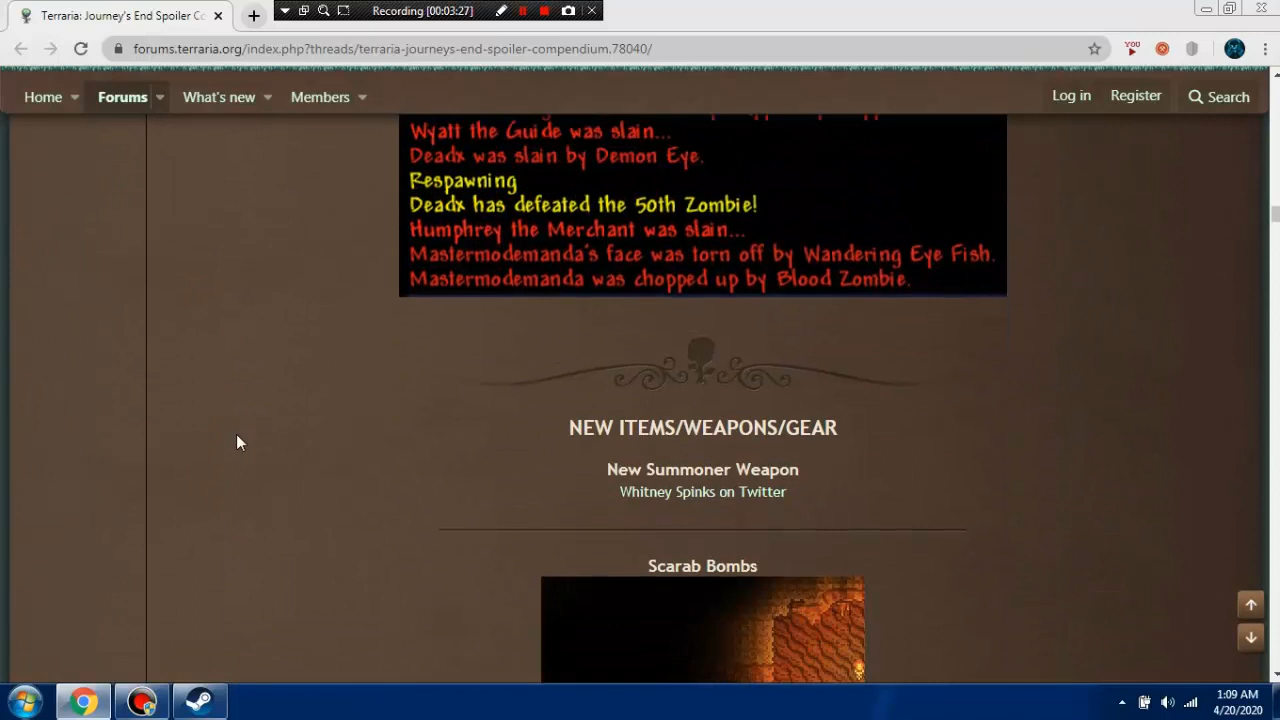 Terraria: Journey's End Spoiler Co
Recording [00:03:27]
forums.terraria.org/index.php?threads/terraria-journeys-end-spoiler-compendium.78040/
YOU
Home Forums What's new Members Log in Register Search
Wyatt the Guide was slain...
Deadx was slain by Demon Eye.
Respawning
Deadx has defeated the 50th Zombie!
Humphrey the Merchant was slain...
Mastermodemanda's face was torn off by Wandering Eye Fish.
Mastermodemanda was chopped up by Blood Zombie.
NEW ITEMS/WEAPONS/GEAR
New Summoner Weapon
Whitney Spinks on Twitter
Scarab Bombs
1:09 AM
4/20/2020